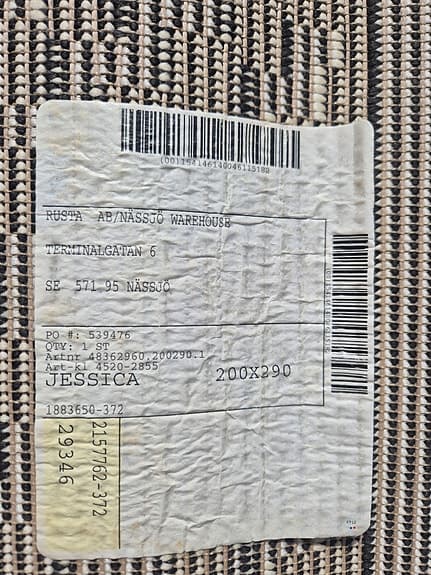 (00)154146140046115182
RUSTA AB/NÄSSJÖ WAREHOUSE
TERMINALGATAN 6
SE 571 95 NÄSSJÖ
PO #: 539476
QTY: 1 ST
Artnr 48362960.200290.1
Art-kl 4520-2855
JESSICA 200X290
1883650-372
2157762-372
29346